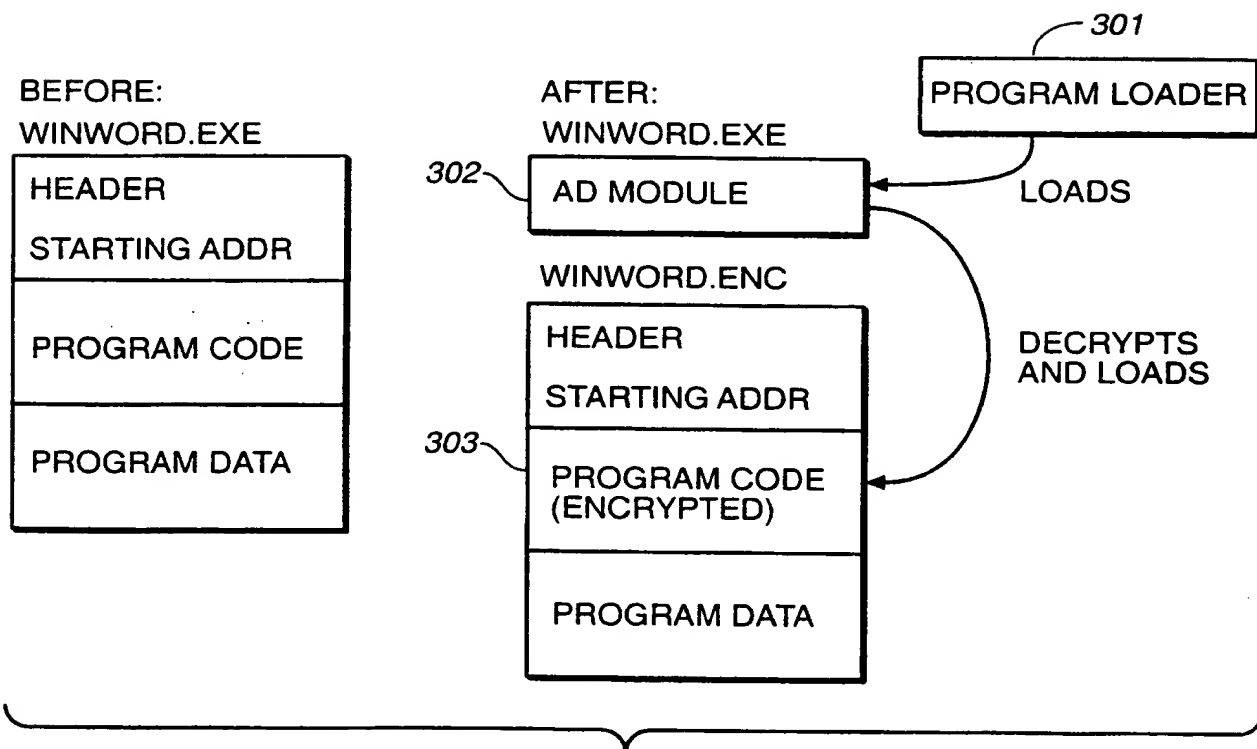 301
PROGRAM LOADER
BEFORE:
WINWORD.EXE
HEADER
STARTING ADDR
PROGRAM CODE
PROGRAM DATA
AFTER:
WINWORD.EXE
302
AD MODULE
LOADS
WINWORD.ENC
HEADER
STARTING ADDR
DECRYPTS
AND LOADS
303
PROGRAM CODE
(ENCRYPTED)
PROGRAM DATA